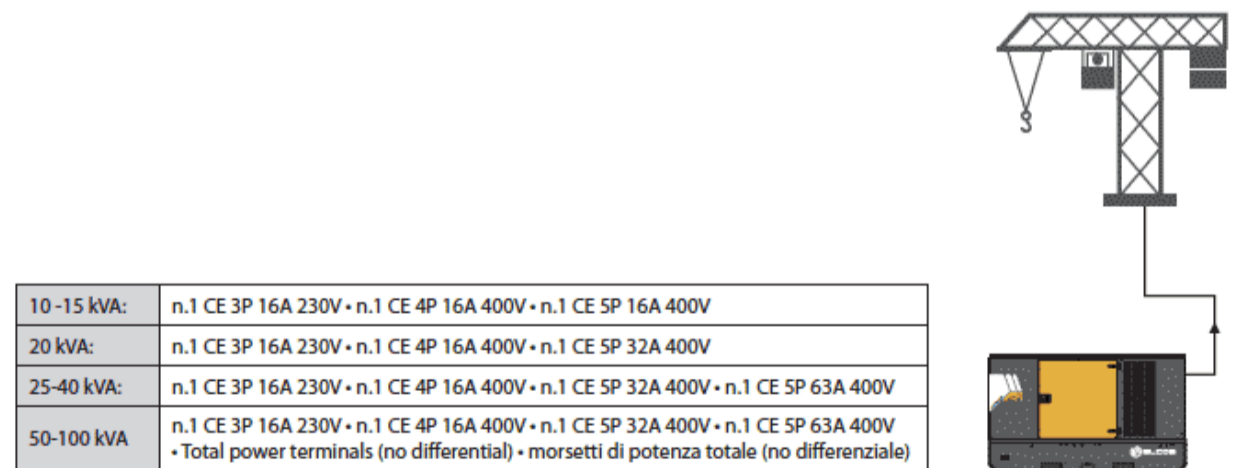 10 -15 kVA: n.1 CE 3P 16A 230V • n.1 CE 4P 16A 400V • n.1 CE 5P 16A 400V
20 kVA: n.1 CE 3P 16A 230V • n.1 CE 4P 16A 400V • n.1 CE 5P 32A 400V
25-40 kVA: n.1 CE 3P 16A 230V • n.1 CE 4P 16A 400V • n.1 CE 5P 32A 400V • n.1 CE 5P 63A 400V
50-100 kVA n.1 CE 3P 16A 230V • n.1 CE 4P 16A 400V • n.1 CE 5P 32A 400V • n.1 CE 5P 63A 400V
• Total power terminals (no differential) • morsetti di potenza totale (no differenziale)